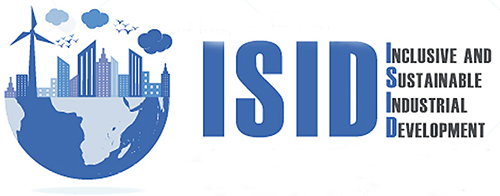 ISID
Inclusive and
Sustainable
Industrial
Development